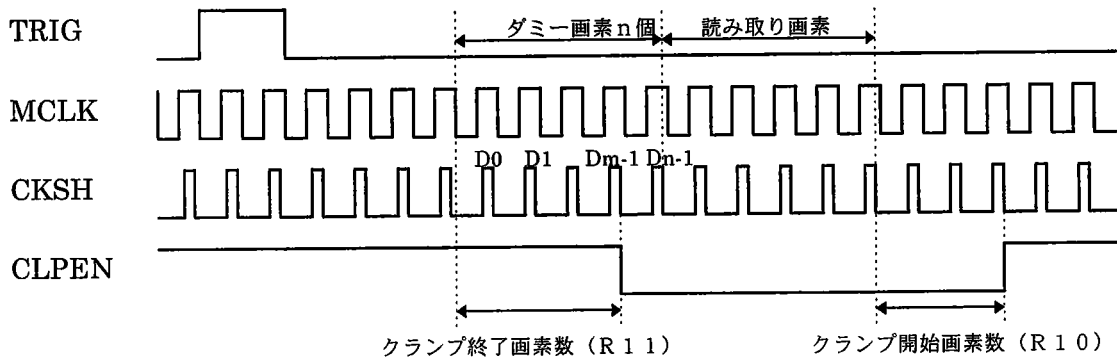 TRIG
ダミー画素n個
読み取り画素
MCLK
D0 D1 Dm-1 Dn-1
CKSH
CLPEN
クランプ終了画素数（R11）
クランプ開始画素数（R10）